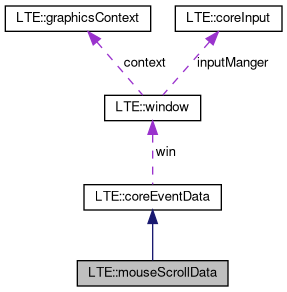 LTE::graphicsContext LTE::coreInput
context inputManger
LTE::window
win
LTE::coreEventData
LTE::mouseScrollData